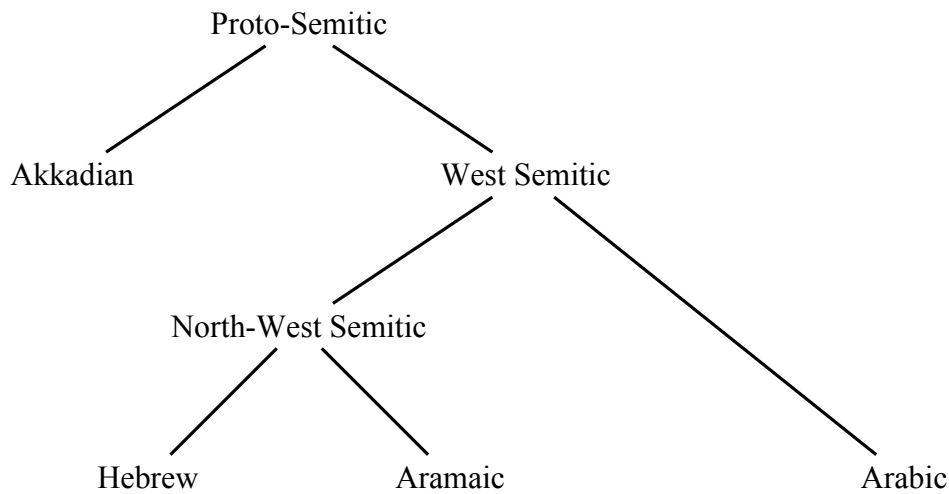 Proto-Semitic
Akkadian
West Semitic
North-West Semitic
Hebrew
Aramaic
Arabic